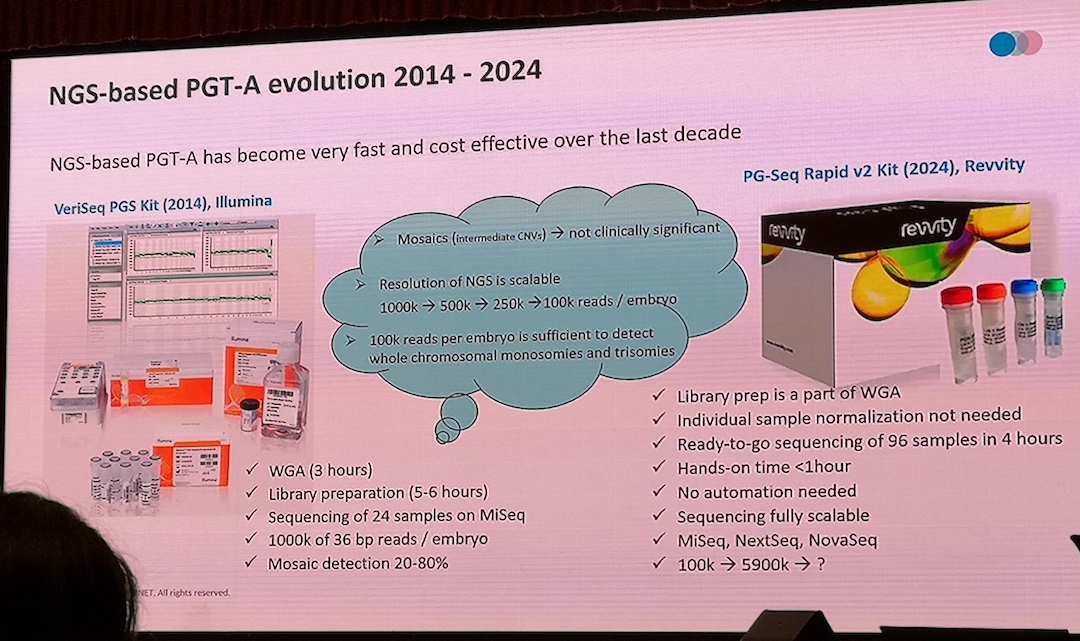 NGS-based PGT-A evolution 2014 - 2024
NGS-based PGT-A has become very fast and cost effective over the last decade
VeriSeq PGS Kit (2014), Illumina
PG-Seq Rapid v2 Kit (2024), Revvity
➢ Mosaics (intermediate CNVs) → not clinically significant
➢ Resolution of NGS is scalable
1000k → 500k → 250k →100k reads / embryo
➢ 100k reads per embryo is sufficient to detect
whole chromosomal monosomies and trisomies
revvity
revvity
✓ WGA (3 hours)
✓ Library preparation (5-6 hours)
✓ Sequencing of 24 samples on MiSeq
✓ 1000k of 36 bp reads / embryo
✓ Mosaic detection 20-80%
✓ Library prep is a part of WGA
✓ Individual sample normalization not needed
✓ Ready-to-go sequencing of 96 samples in 4 hours
✓ Hands-on time <1hour
✓ No automation needed
✓ Sequencing fully scalable
✓ MiSeq, NextSeq, NovaSeq
✓ 100k → 5900k → ?
NET. All rights reserved.